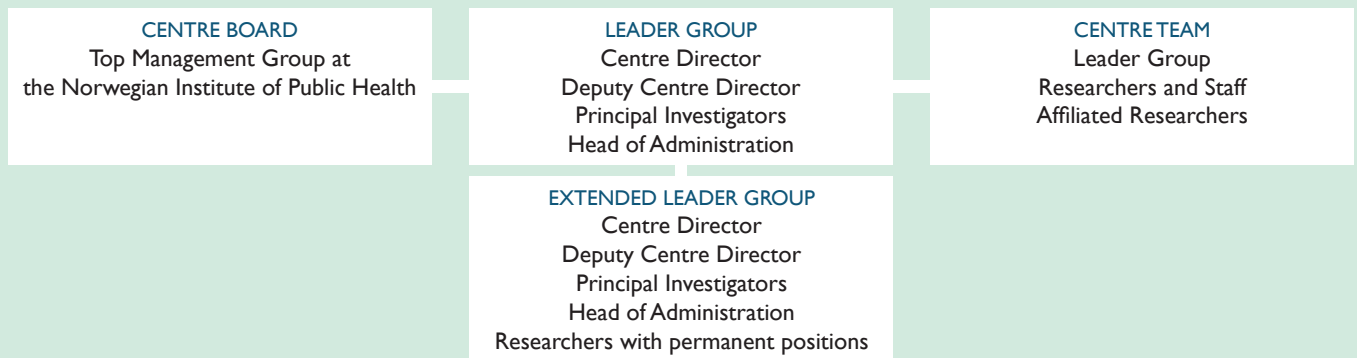 CENTRE BOARD
Top Management Group at
the Norwegian Institute of Public Health
LEADER GROUP
Centre Director
Deputy Centre Director
Principal Investigators
Head of Administration
CENTRE TEAM
Leader Group
Researchers and Staff
Affiliated Researchers
EXTENDED LEADER GROUP
Centre Director
Deputy Centre Director
Principal Investigators
Head of Administration
Researchers with permanent positions